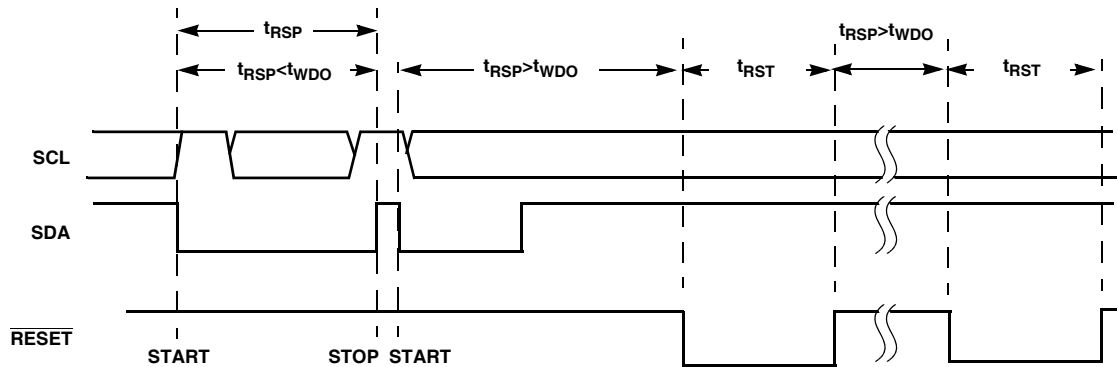 tRSP
tRSP<tWDO
tRSP>tWDO
tRST
tRSP>tWDO
tRST
SCL
SDA
RESET
START
STOP
START